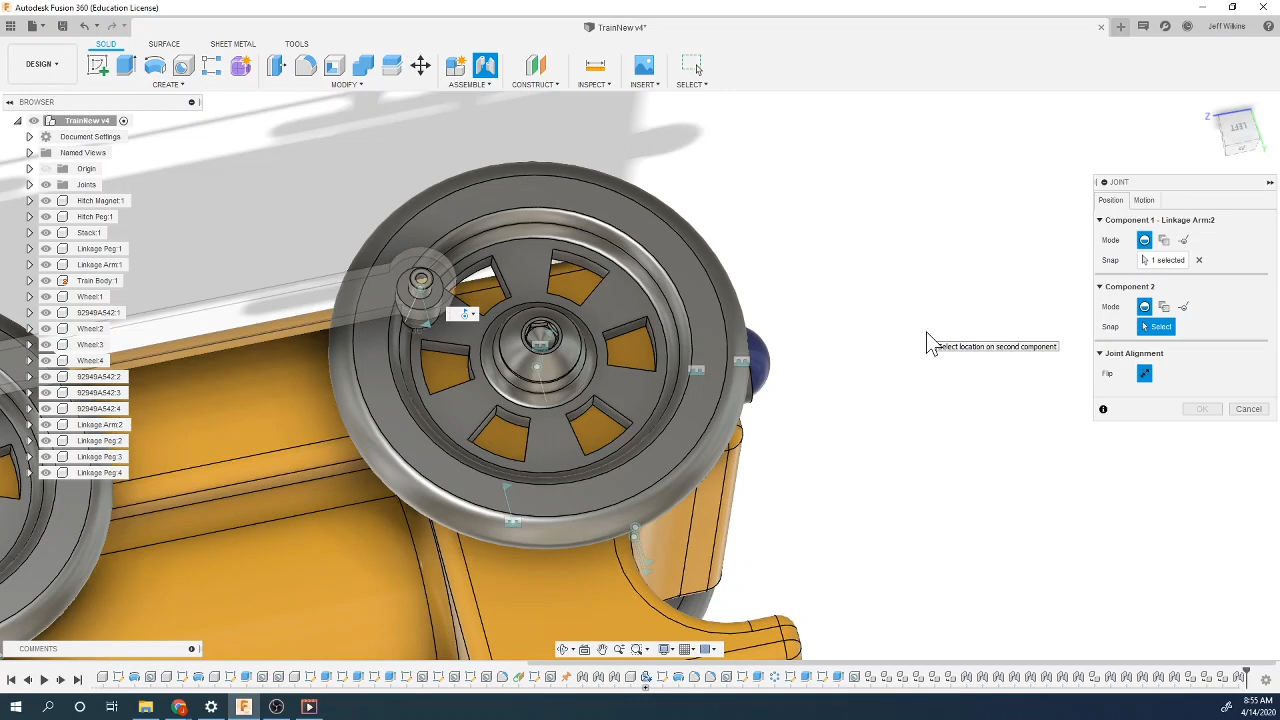 Autodesk Fusion 360 (Education License)
TrainNew v4*
Jeff Wilkins
DESIGN
SOLID
SURFACE
SHEET METAL
TOOLS
CREATE
MODIFY
ASSEMBLE
CONSTRUCT
INSPECT
INSERT
SELECT
BROWSER
TrainNew v4
Document Settings
Named Views
Origin
Joints
Hitch Magnet:1
Hitch Peg:1
Stack:1
Linkage Peg:1
Linkage Arm:1
Train Body:1
Wheel:1
92949A542:1
Wheel:2
Wheel:3
Wheel:4
92949A542:2
92949A542:3
92949A542:4
Linkage Arm:2
Linkage Peg:2
Linkage Peg:3
Linkage Peg:4
Z
LEFT
Y
Select location on second component
JOINT
Position Motion
Component 1 - Linkage Arm:2
Mode
Snap 1 selected
Component 2
Mode
Snap Select
Joint Alignment
Flip
OK Cancel
COMMENTS
8:55 AM
4/14/2020